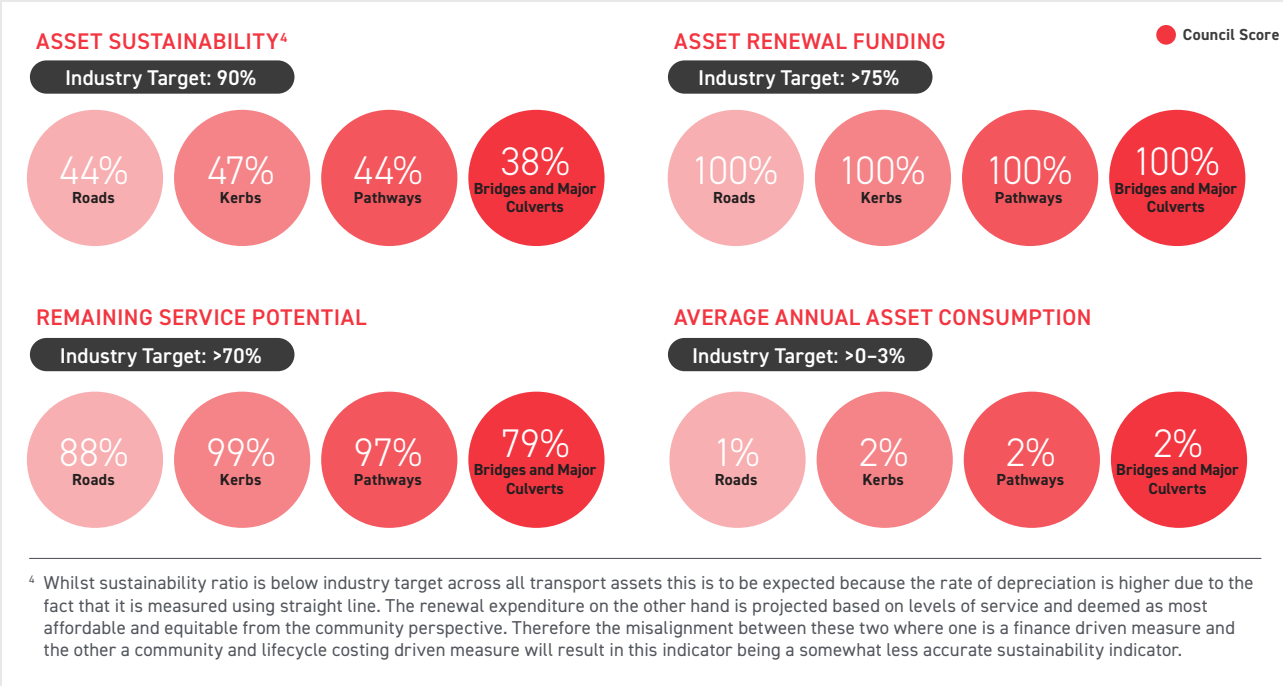 ASSET SUSTAINABILITY⁴
Industry Target: 90%
44%
Roads
47%
Kerbs
44%
Pathways
38%
Bridges and Major
Culverts
ASSET RENEWAL FUNDING
Council Score
Industry Target: >75%
100%
Roads
100%
Kerbs
100%
Pathways
100%
Bridges and Major
Culverts
REMAINING SERVICE POTENTIAL
Industry Target: >70%
88%
Roads
99%
Kerbs
97%
Pathways
79%
Bridges and Major
Culverts
AVERAGE ANNUAL ASSET CONSUMPTION
Industry Target: >0–3%
1%
Roads
2%
Kerbs
2%
Pathways
2%
Bridges and Major
Culverts
⁴ Whilst sustainability ratio is below industry target across all transport assets this is to be expected because the rate of depreciation is higher due to the
fact that it is measured using straight line. The renewal expenditure on the other hand is projected based on levels of service and deemed as most
affordable and equitable from the community perspective. Therefore the misalignment between these two where one is a finance driven measure and
the other a community and lifecycle costing driven measure will result in this indicator being a somewhat less accurate sustainability indicator.